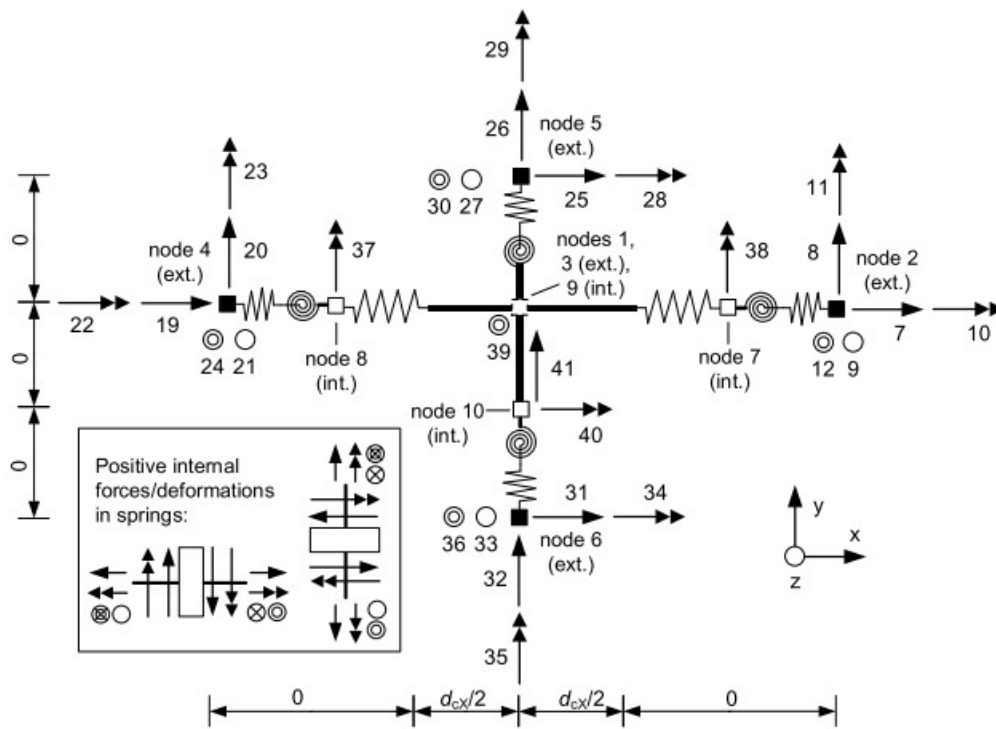 29
26
node 5
(ext.)
30 27
25 28
23
20
node 4
(ext.)
37
nodes 1,
3 (ext.),
9 (int.)
38
11
8
node 2
(ext.)
0
22 19
24 21
node 8
(int.)
39
41
node 7
(int.)
12 9
7 10
0
node 10
(int.)
40
0
Positive internal
forces/deformations
in springs:
31 34
36 33
node 6
(ext.)
32
35
y
x
z
0
dcX/2
dcX/2
0